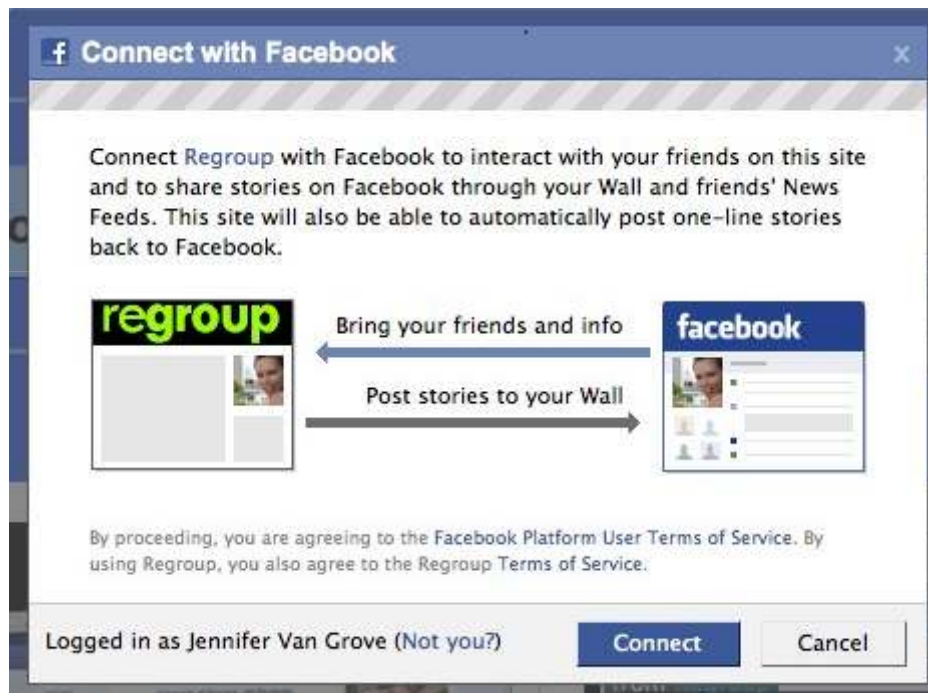 f Connect with Facebook x
Connect Regroup with Facebook to interact with your friends on this site
and to share stories on Facebook through your Wall and friends' News
Feeds. This site will also be able to automatically post one-line stories
back to Facebook.
regroup
Bring your friends and info
facebook
Post stories to your Wall
By proceeding, you are agreeing to the Facebook Platform User Terms of Service. By
using Regroup, you also agree to the Regroup Terms of Service.
Logged in as Jennifer Van Grove (Not you?) Connect Cancel